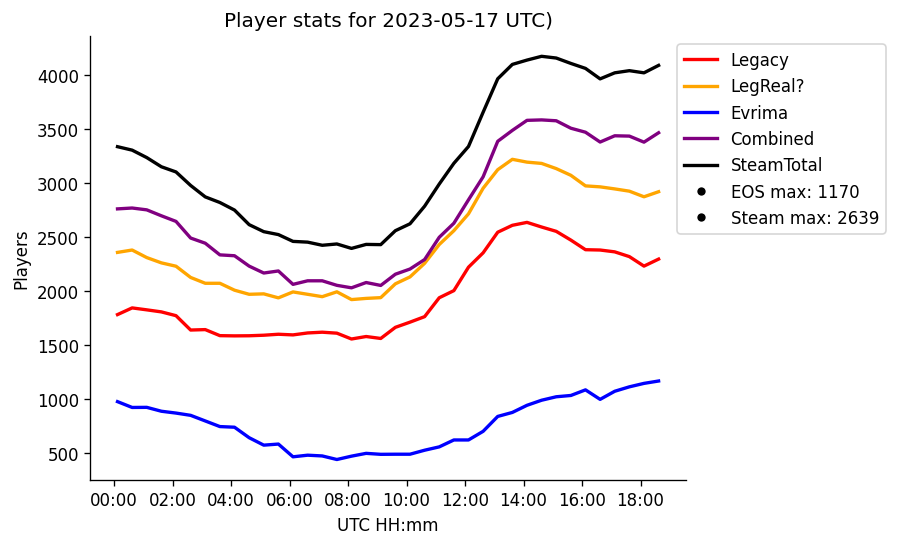 Player stats for 2023-05-17 UTC)
Players
4000
3500
3000
2500
2000
1500
1000
500
00:00 02:00 04:00 06:00 08:00 10:00 12:00 14:00 16:00 18:00
UTC HH:mm
Legacy
LegReal?
Evrima
Combined
SteamTotal
EOS max: 1170
Steam max: 2639